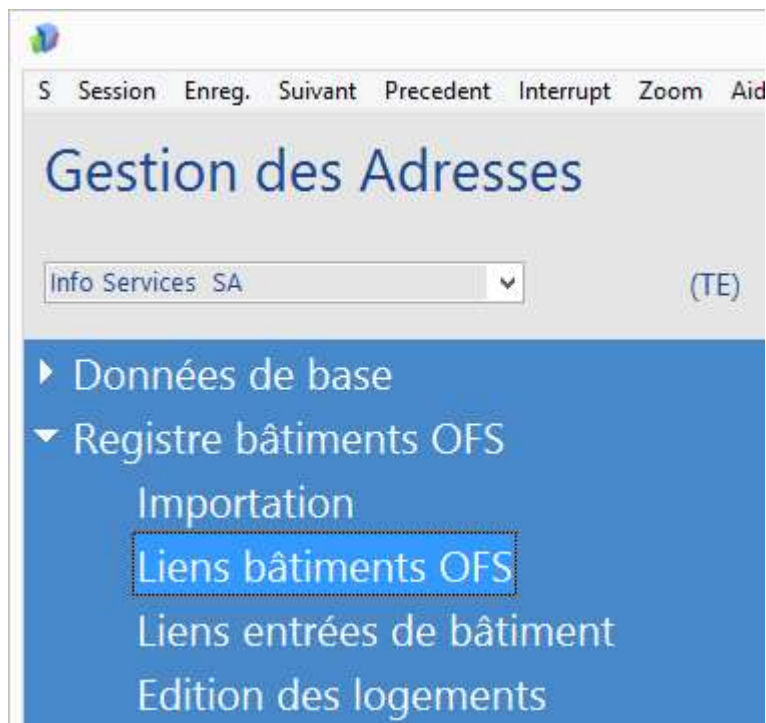 S Session Enreg. Suivant Precedent Interrupt Zoom Aid
Gestion des Adresses
Info Services SA (TE)
Données de base
Registre bâtiments OFS
Importation
Liens bâtiments OFS
Liens entrées de bâtiment
Edition des logements